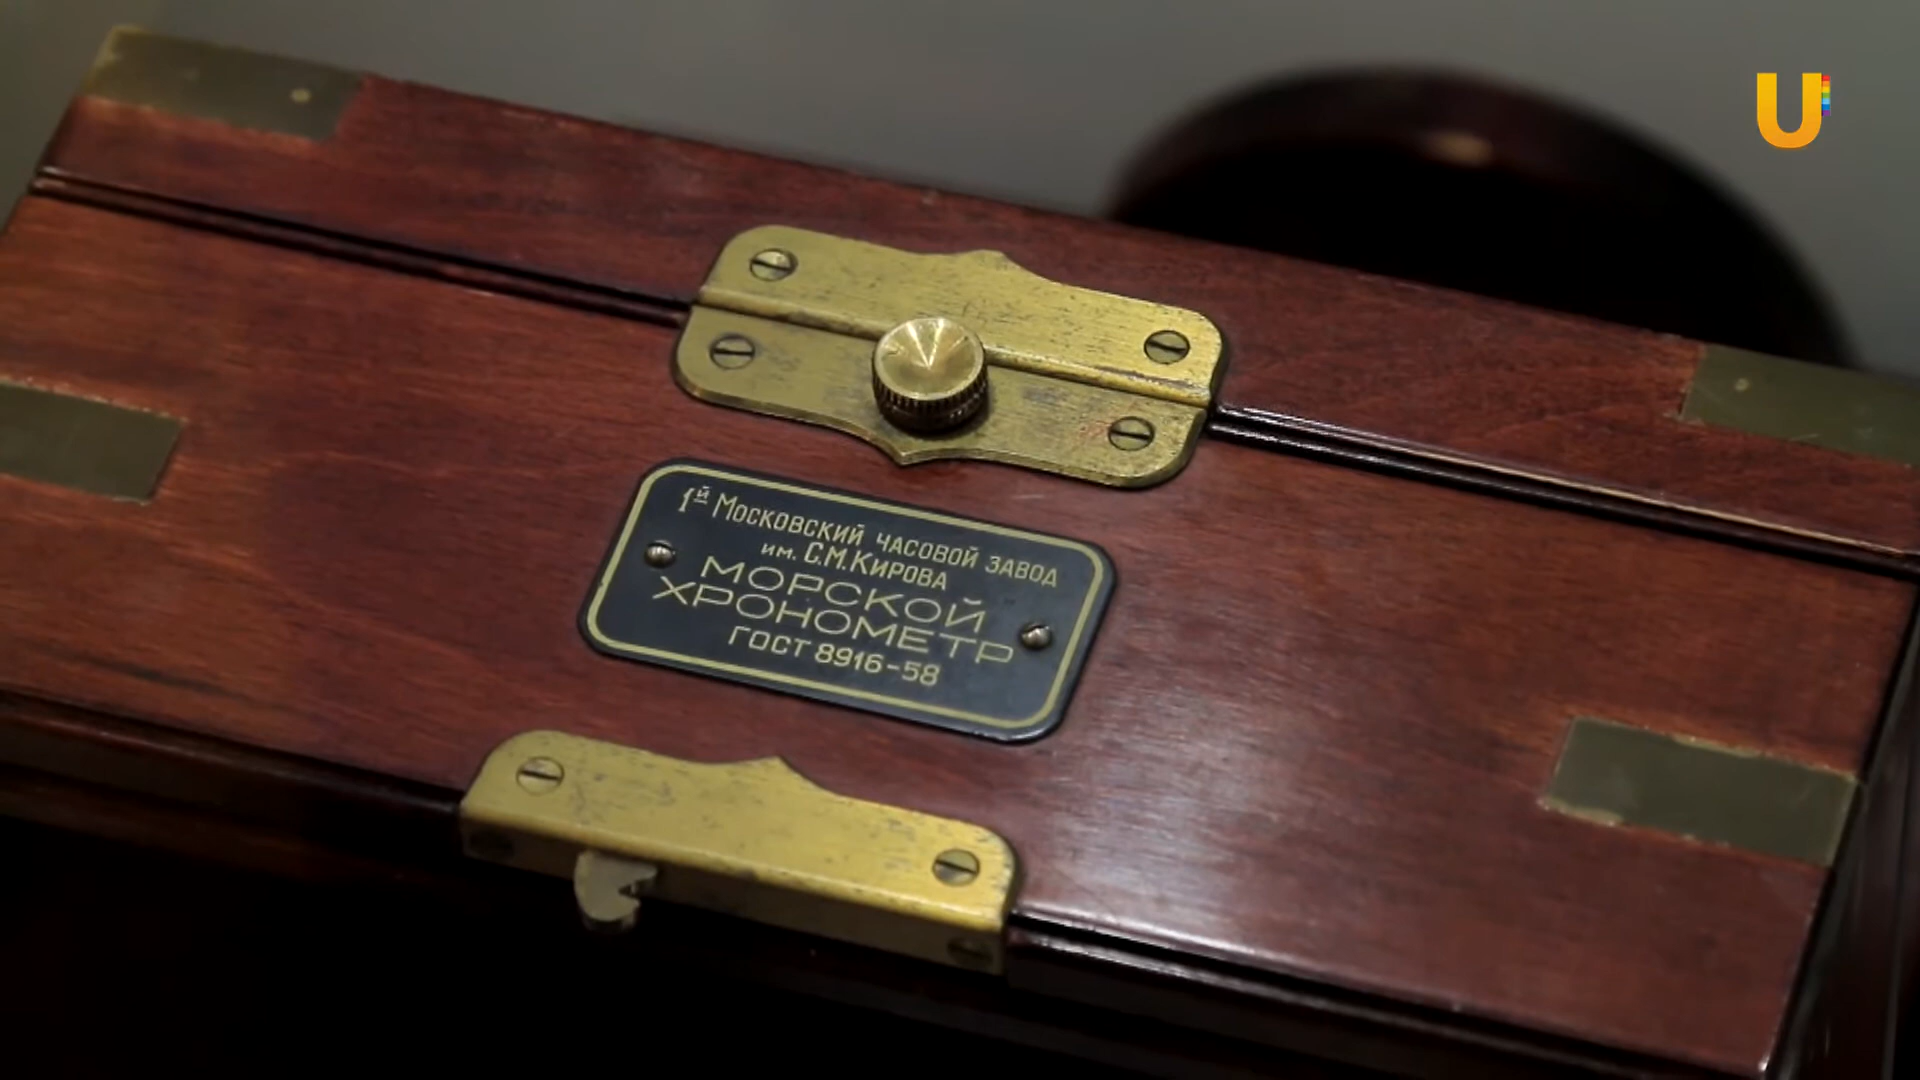 U
1й Московский часовой завод
им. С.М.Кирова
МОРСКОЙ
ХРОНОМЕТР
ГОСТ 8916-58